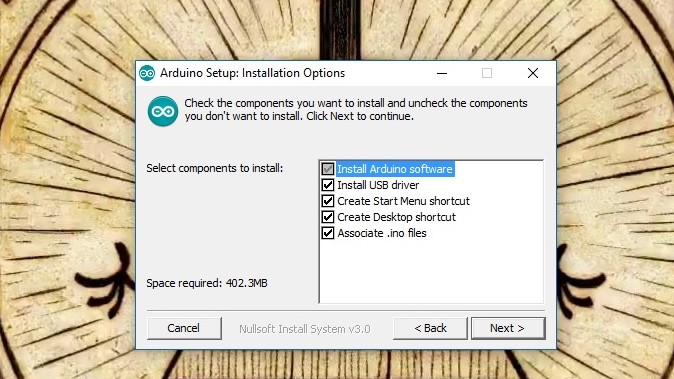 Arduino Setup: Installation Options
Check the components you want to install and uncheck the components
you don't want to install. Click Next to continue.
Select components to install:
Install Arduino software
Install USB driver
Create Start Menu shortcut
Create Desktop shortcut
Associate .ino files
Space required: 402.3MB
Cancel
Nullsoft Install System v3.0
< Back
Next >